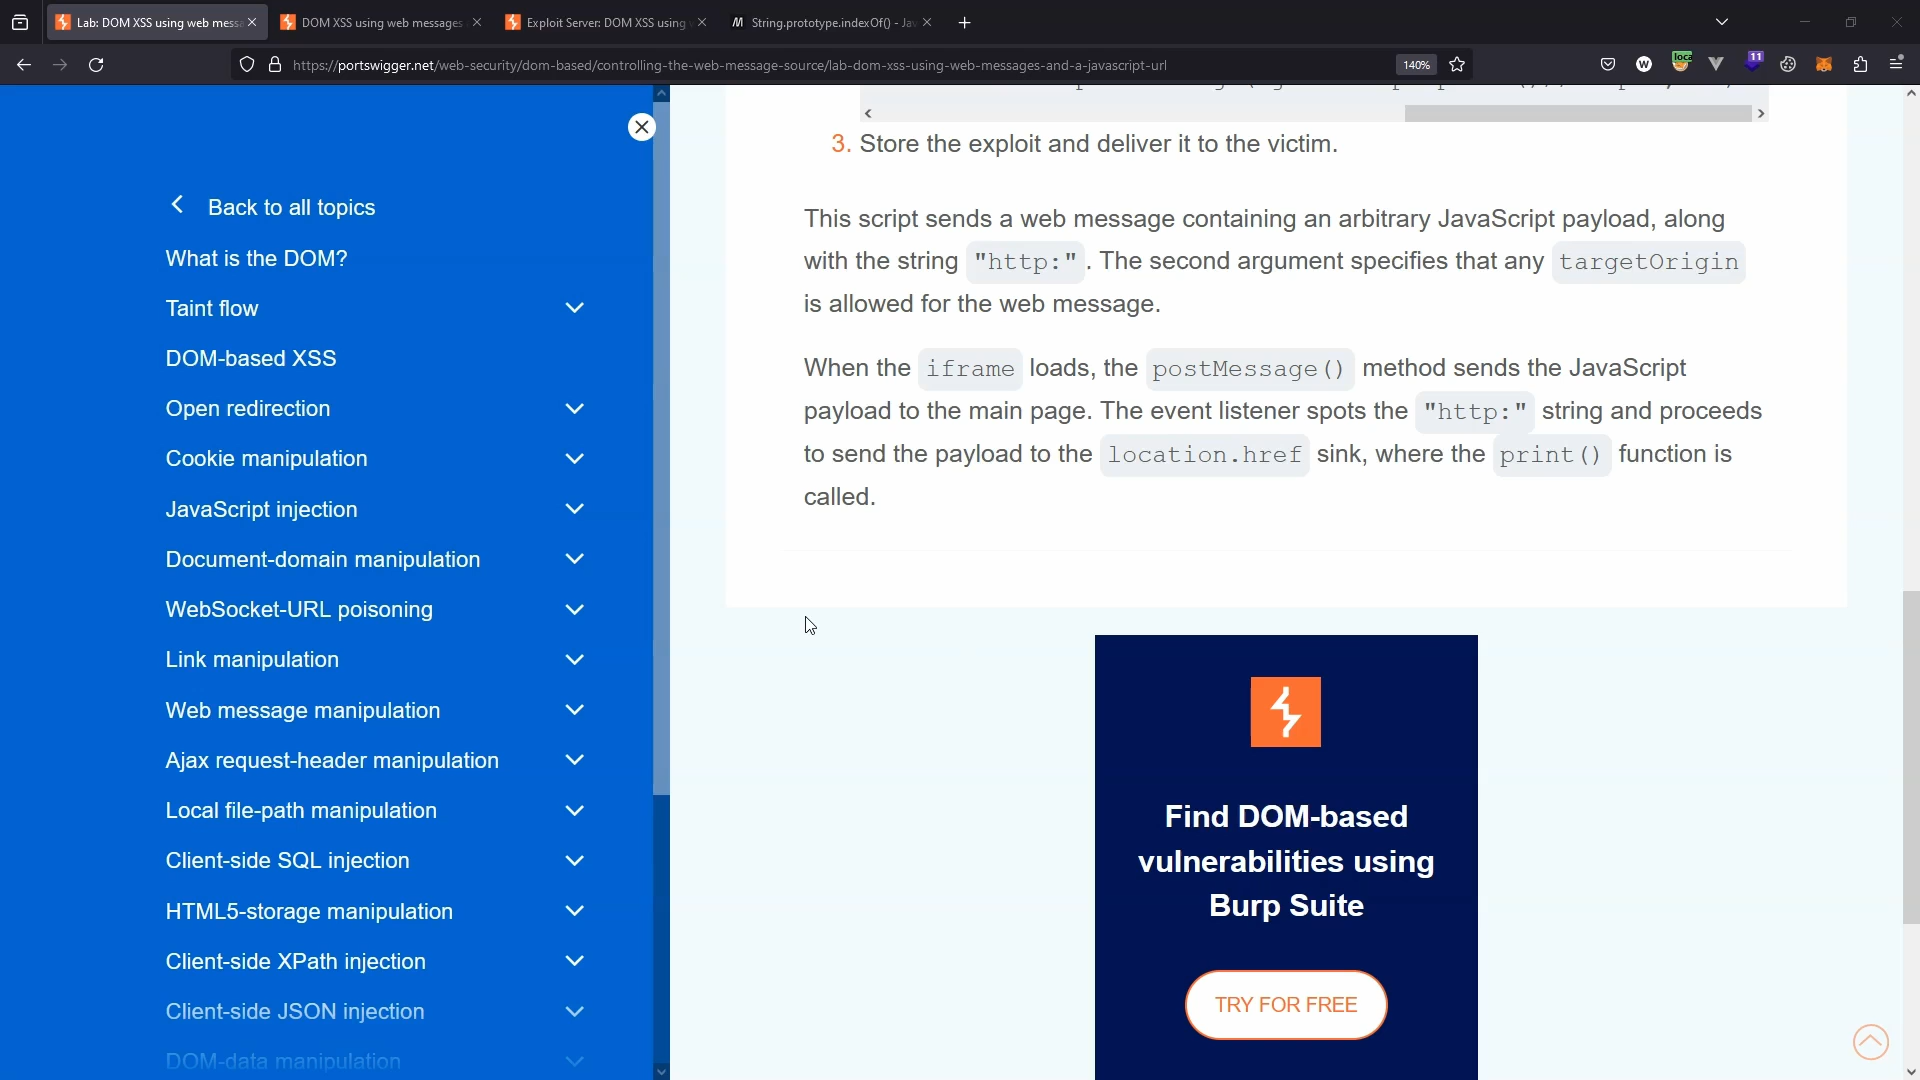 Lab: DOM XSS using web mess
DOM XSS using web messages
Exploit Server: DOM XSS using
String.prototype.indexOf() - Jav
https://portswigger.net/web-security/dom-based/controlling-the-web-message-source/lab-dom-xss-using-web-messages-and-a-javascript-url
140%
W
loca
11
Back to all topics
What is the DOM?
Taint flow
DOM-based XSS
Open redirection
Cookie manipulation
JavaScript injection
Document-domain manipulation
WebSocket-URL poisoning
Link manipulation
Web message manipulation
Ajax request-header manipulation
Local file-path manipulation
Client-side SQL injection
HTML5-storage manipulation
Client-side XPath injection
Client-side JSON injection
DOM-data manipulation
3. Store the exploit and deliver it to the victim.
This script sends a web message containing an arbitrary JavaScript payload, along
with the string "http:". The second argument specifies that any targetOrigin
is allowed for the web message.
When the iframe loads, the postMessage() method sends the JavaScript
payload to the main page. The event listener spots the "http:" string and proceeds
to send the payload to the location.href sink, where the print() function is
called.
Find DOM-based
vulnerabilities using
Burp Suite
TRY FOR FREE